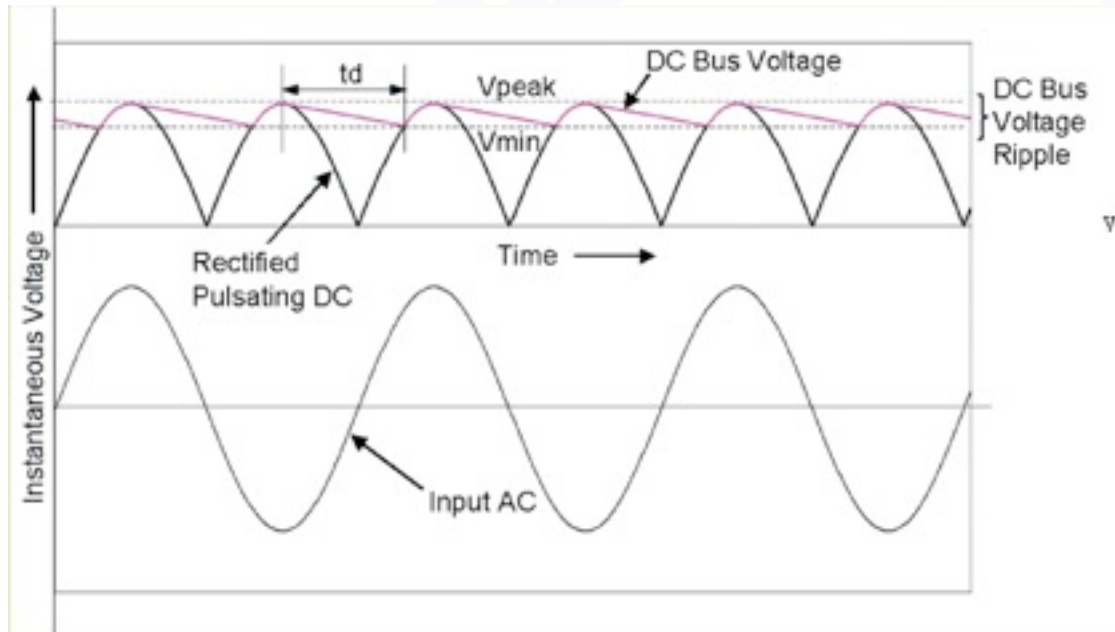 td
Vpeak
DC Bus Voltage
DC Bus
Voltage
Ripple
Vmin
Rectified
Pulsating DC
Time
Instantaneous Voltage
Input AC
V